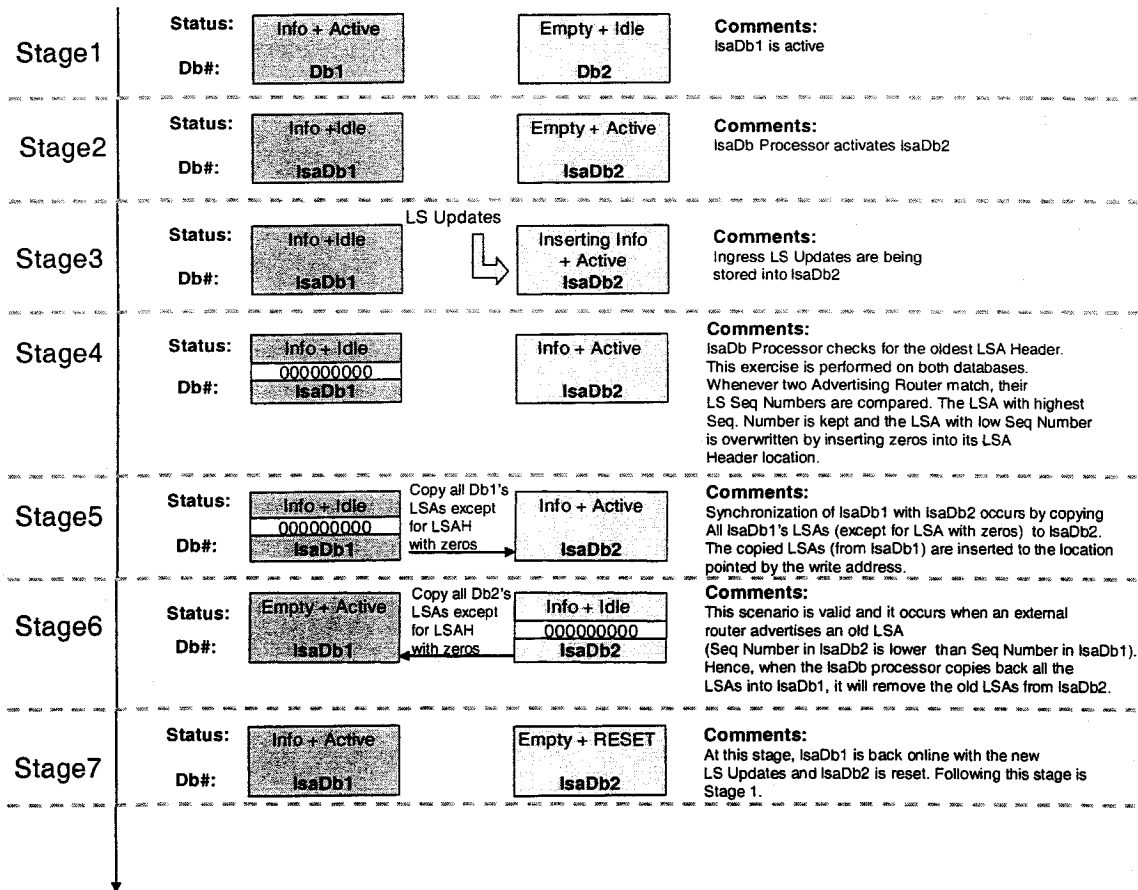 Stage1
Status:
Info + Active
Db#:
Db1
Empty + Idle
Db2
Comments:
lsaDb1 is active
Stage2
Status:
Info +Idle
Db#:
lsaDb1
Empty + Active
lsaDb2
Comments:
lsaDb Processor activates lsaDb2
Stage3
Status:
Info +Idle
Db#:
lsaDb1
LS Updates
Inserting Info
+ Active
lsaDb2
Comments:
Ingress LS Updates are being
stored into lsaDb2
Stage4
Status:
Info + Idle
000000000
Db#:
lsaDb1
Info + Active
lsaDb2
Comments:
lsaDb Processor checks for the oldest LSA Header.
This exercise is performed on both databases.
Whenever two Advertising Router match, their
LS Seq Numbers are compared. The LSA with highest
Seq. Number is kept and the LSA with low Seq Number
is overwritten by inserting zeros into its LSA
Header location.
Stage5
Status:
Info + Idle
000000000
Db#:
lsaDb1
Copy all Db1's
LSAs except
for LSAH
with zeros
Info + Active
lsaDb2
Comments:
Synchronization of lsaDb1 with lsaDb2 occurs by copying
All lsaDb1's LSAs (except for LSA with zeros) to lsaDb2.
The copied LSAs (from lsaDb1) are inserted to the location
pointed by the write address.
Stage6
Status:
Empty + Active
Db#:
lsaDb1
Copy all Db2's
LSAs except
for LSAH
with zeros
Info + Idle
000000000
lsaDb2
Comments:
This scenario is valid and it occurs when an external
router advertises an old LSA
(Seq Number in lsaDb2 is lower than Seq Number in lsaDb1).
Hence, when the lsaDb processor copies back all the
LSAs into lsaDb1, it will remove the old LSAs from lsaDb2.
Stage7
Status:
Info + Active
Db#:
lsaDb1
Empty + RESET
lsaDb2
Comments:
At this stage, lsaDb1 is back online with the new
LS Updates and lsaDb2 is reset. Following this stage is
Stage 1.